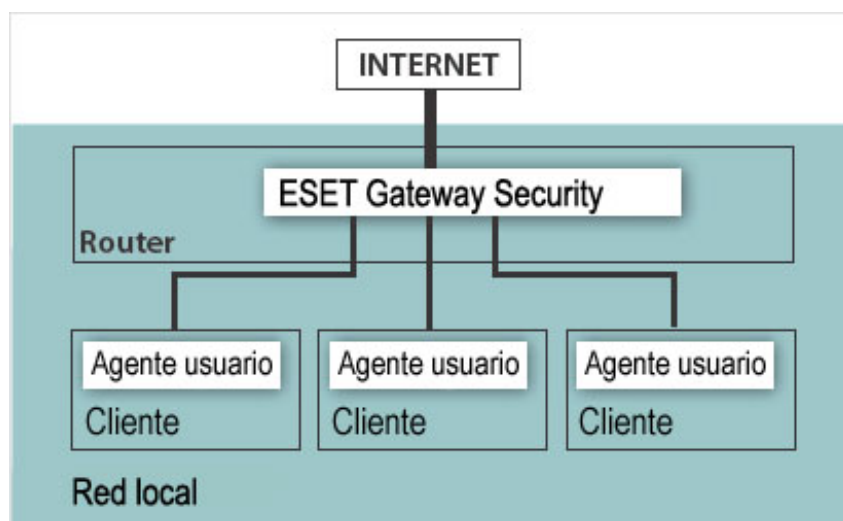 INTERNET
ESET Gateway Security
Router
Agente usuario
Cliente
Agente usuario
Cliente
Agente usuario
Cliente
Red local